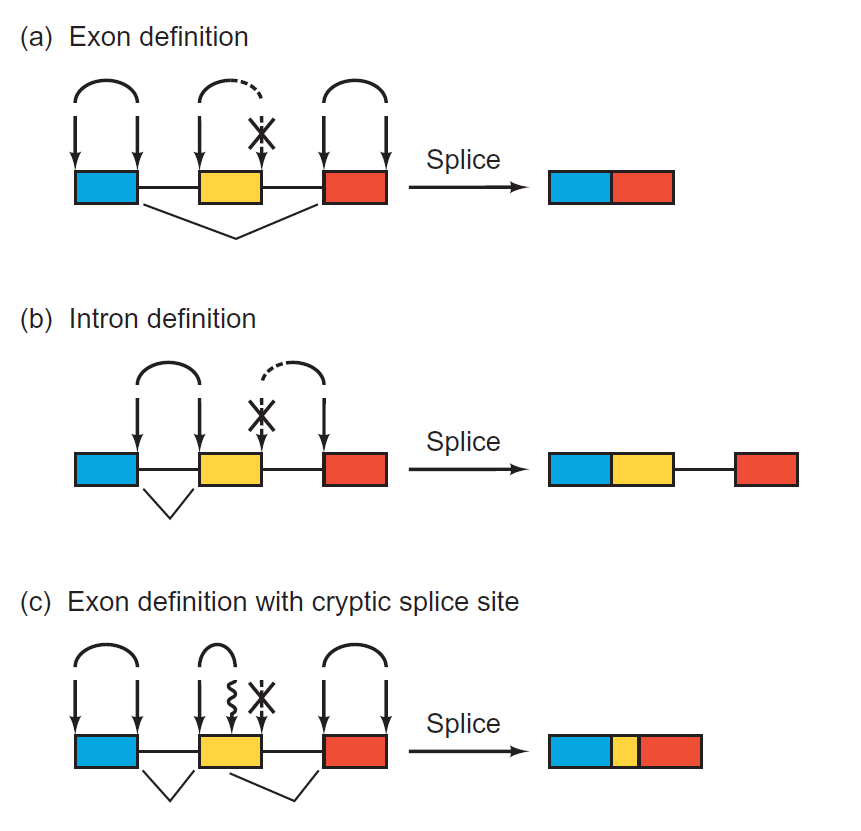 (a) Exon definition
Splice
(b) Intron definition
Splice
(c) Exon definition with cryptic splice site
Splice